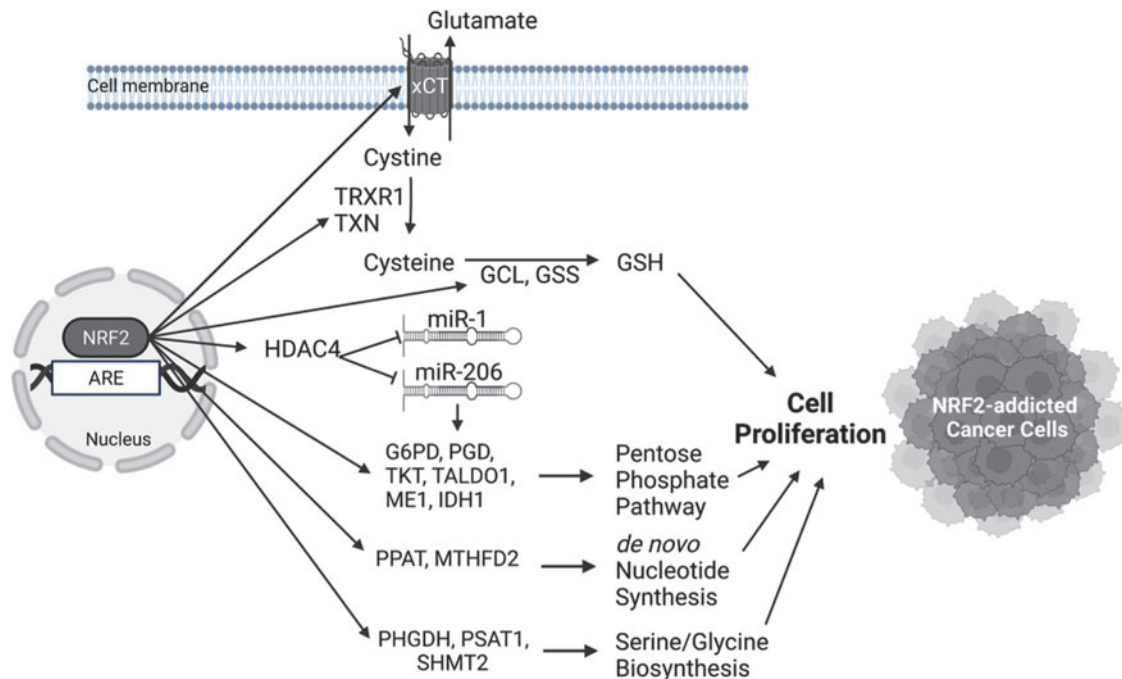 Glutamate
Cell membrane
xCT
Cystine
TRXR1
TXN
Cysteine
GCL, GSS
GSH
NRF2
ARE
Nucleus
HDAC4
miR-1
miR-206
G6PD, PGD,
TKT, TALDO1,
ME1, IDH1
Pentose
Phosphate
Pathway
PPAT, MTHFD2
de novo
Nucleotide
Synthesis
PHGDH, PSAT1,
SHMT2
Serine/Glycine
Biosynthesis
Cell
Proliferation
NRF2-addicted
Cancer Cells